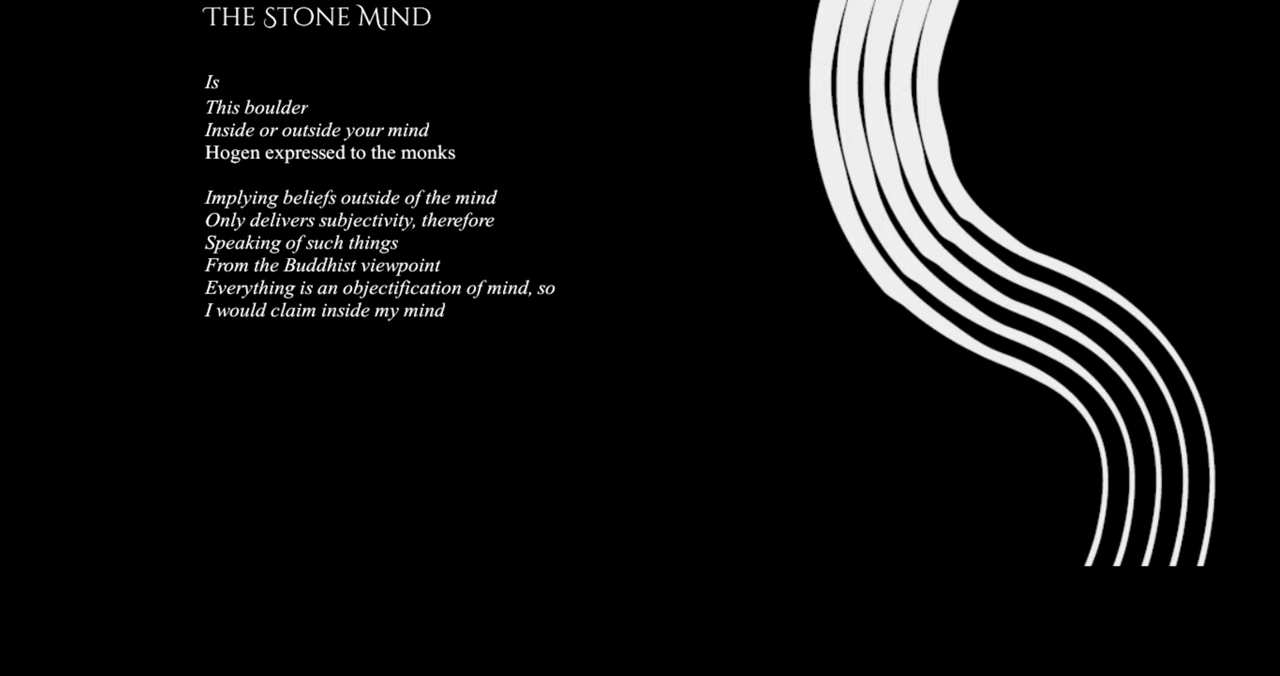 The Stone Mind
Is
This boulder
Inside or outside your mind
Hogen expressed to the monks
Implying beliefs outside of the mind
Only delivers subjectivity, therefore
Speaking of such things
From the Buddhist viewpoint
Everything is an objectification of mind, so
I would claim inside my mind